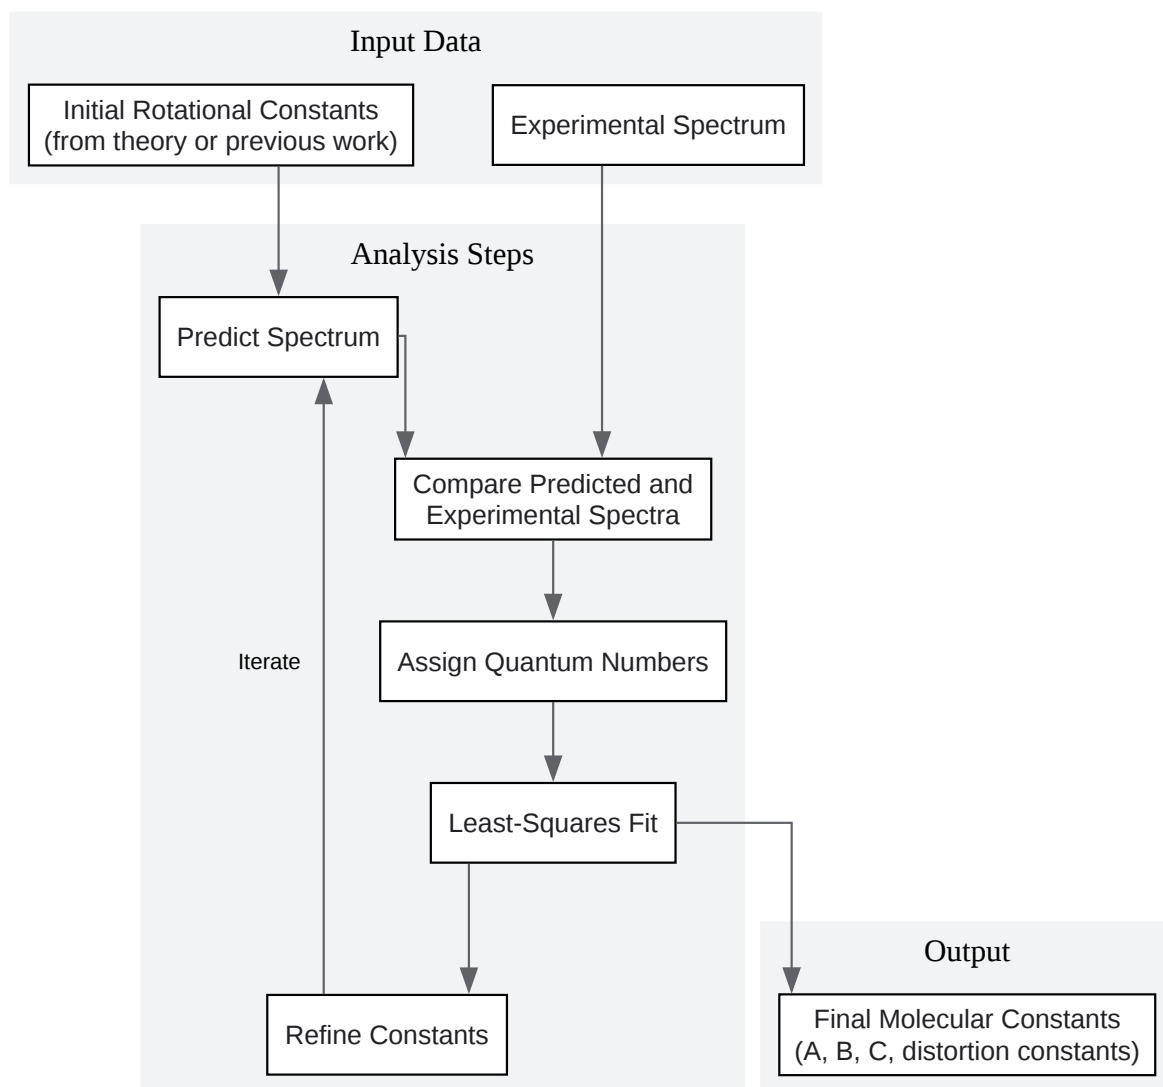 Input Data
Initial Rotational Constants
(from theory or previous work)
Experimental Spectrum
Analysis Steps
Predict Spectrum
Compare Predicted and
Experimental Spectra
Iterate
Assign Quantum Numbers
Least-Squares Fit
Output
Refine Constants
Final Molecular Constants
(A, B, C, distortion constants)